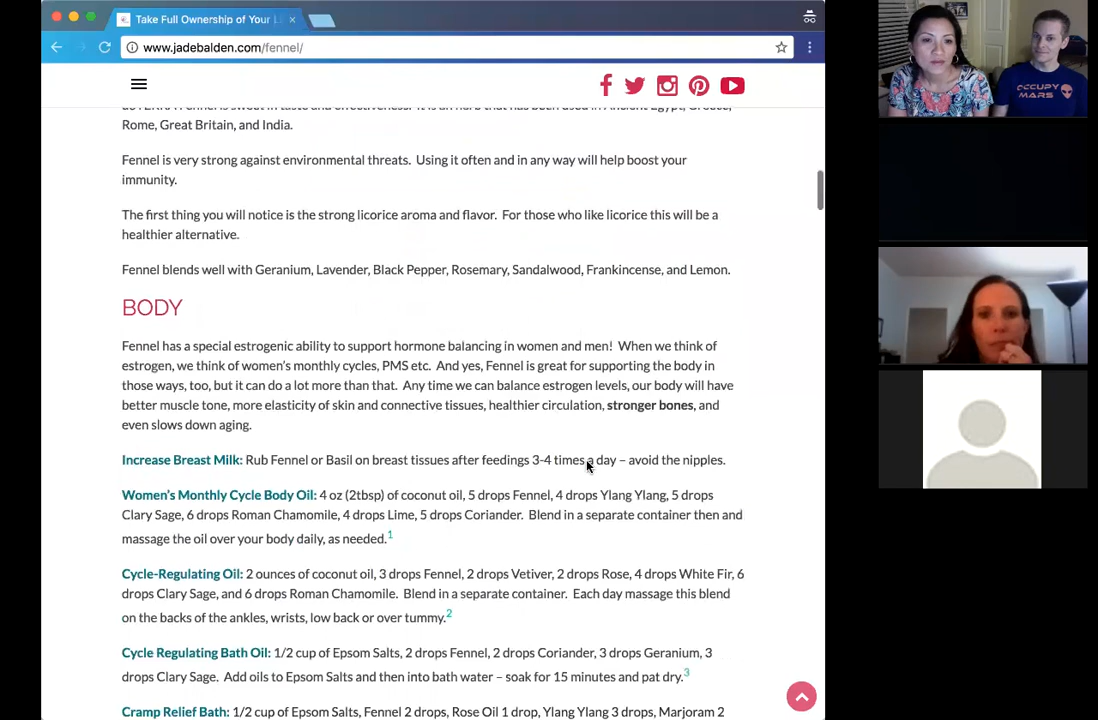 Take Full Ownership of Your L
www.jadebalden.com/fennel/
Rome, Great Britain, and India.
Fennel is very strong against environmental threats.  Using it often and in any way will help boost your
immunity.
The first thing you will notice is the strong licorice aroma and flavor.  For those who like licorice this will be a
healthier alternative.
Fennel blends well with Geranium, Lavender, Black Pepper, Rosemary, Sandalwood, Frankincense, and Lemon.
BODY
Fennel has a special estrogenic ability to support hormone balancing in women and men!  When we think of
estrogen, we think of women's monthly cycles, PMS etc.  And yes, Fennel is great for supporting the body in
those ways, too, but it can do a lot more than that.  Any time we can balance estrogen levels, our body will have
better muscle tone, more elasticity of skin and connective tissues, healthier circulation, stronger bones, and
even slows down aging.
Increase Breast Milk: Rub Fennel or Basil on breast tissues after feedings 3-4 times a day – avoid the nipples.
Women's Monthly Cycle Body Oil: 4 oz (2tbsp) of coconut oil, 5 drops Fennel, 4 drops Ylang Ylang, 5 drops
Clary Sage, 6 drops Roman Chamomile, 4 drops Lime, 5 drops Coriander.  Blend in a separate container then and
massage the oil over your body daily, as needed.1
Cycle-Regulating Oil: 2 ounces of coconut oil, 3 drops Fennel, 2 drops Vetiver, 2 drops Rose, 4 drops White Fir, 6
drops Clary Sage, and 6 drops Roman Chamomile.  Blend in a separate container.  Each day massage this blend
on the backs of the ankles, wrists, low back or over tummy.2
Cycle Regulating Bath Oil: 1/2 cup of Epsom Salts, 2 drops Fennel, 2 drops Coriander, 3 drops Geranium, 3
drops Clary Sage.  Add oils to Epsom Salts and then into bath water – soak for 15 minutes and pat dry.3
Cramp Relief Bath: 1/2 cup of Epsom Salts, Fennel 2 drops, Rose Oil 1 drop, Ylang Ylang 3 drops, Marjoram 2
OCCUPY
MARS